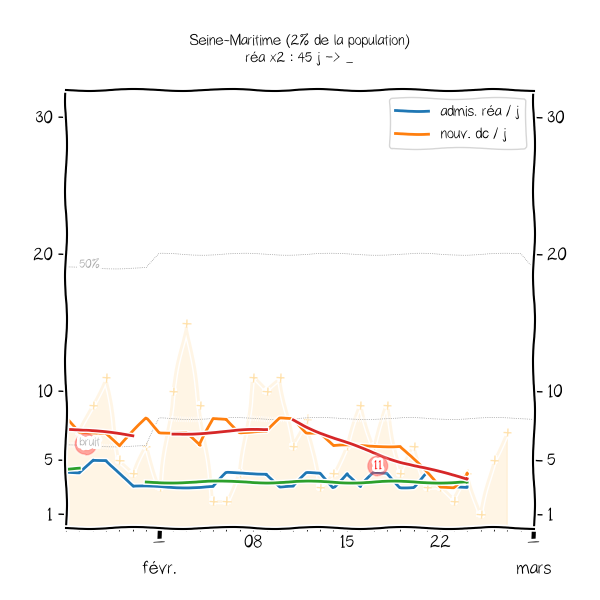 Seine-Maritime (2% de la population)
réa x2 : 45 j -> _
admis. réa / j
nouv. dc / j
30
30
20
20
50%
10
10
bruit
11
5
5
1
1
08
15
22
févr.
mars